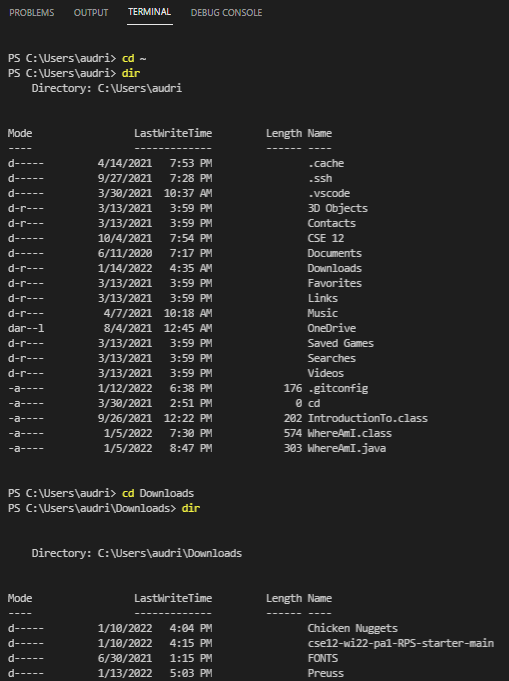 PROBLEMS OUTPUT TERMINAL DEBUG CONSOLE
PS C:\Users\audri> cd ~
PS C:\Users\audri> dir
Directory: C:\Users\audri
Mode LastWriteTime Length Name
---- ------------- ------ ----
d----- 4/14/2021 7:53 PM .cache
d----- 9/27/2021 7:28 PM .ssh
d----- 3/30/2021 10:37 AM .vscode
d-r--- 3/13/2021 3:59 PM 3D Objects
d-r--- 3/13/2021 3:59 PM Contacts
d----- 10/4/2021 7:54 PM CSE 12
d----- 6/11/2020 7:17 PM Documents
d-r--- 1/14/2022 4:35 AM Downloads
d-r--- 3/13/2021 3:59 PM Favorites
d-r--- 3/13/2021 3:59 PM Links
d-r--- 4/7/2021 10:18 AM Music
dar--l 8/4/2021 12:45 AM OneDrive
d-r--- 3/13/2021 3:59 PM Saved Games
d-r--- 3/13/2021 3:59 PM Searches
d-r--- 3/13/2021 3:59 PM Videos
-a---- 1/12/2022 6:38 PM 176 .gitconfig
-a---- 3/30/2021 2:51 PM 0 cd
-a---- 9/26/2021 12:22 PM 202 IntroductionTo.class
-a---- 1/5/2022 7:30 PM 574 WhereAmI.class
-a---- 1/5/2022 8:47 PM 303 WhereAmI.java
PS C:\Users\audri> cd Downloads
PS C:\Users\audri\Downloads> dir
Directory: C:\Users\audri\Downloads
Mode LastWriteTime Length Name
---- ------------- ------ ----
d----- 1/10/2022 4:04 PM Chicken Nuggets
d----- 1/10/2022 4:15 PM cse12-wi22-pa1-RPS-starter-main
d----- 6/30/2021 1:15 PM FONTS
d----- 1/13/2022 5:03 PM Preuss